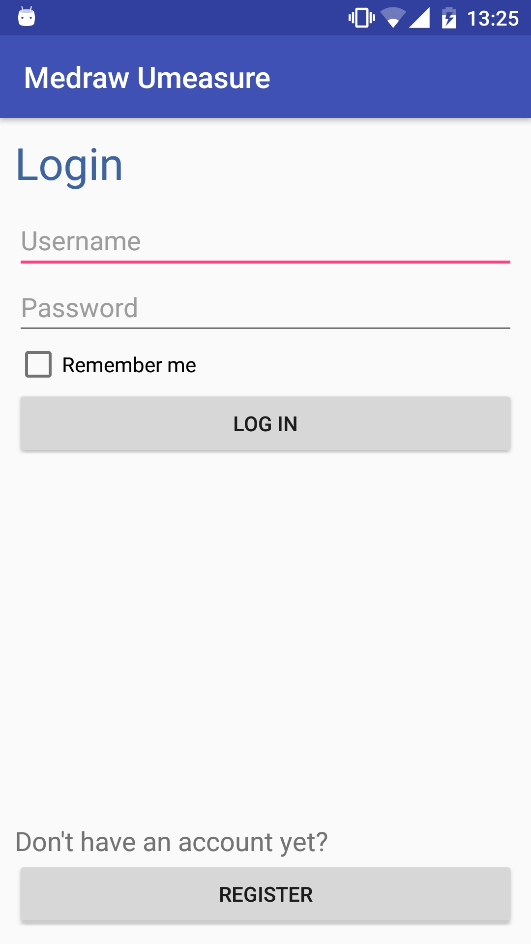 13:25
Medraw Umeasure
Login
Username
Password
Remember me
LOG IN
Don't have an account yet?
REGISTER